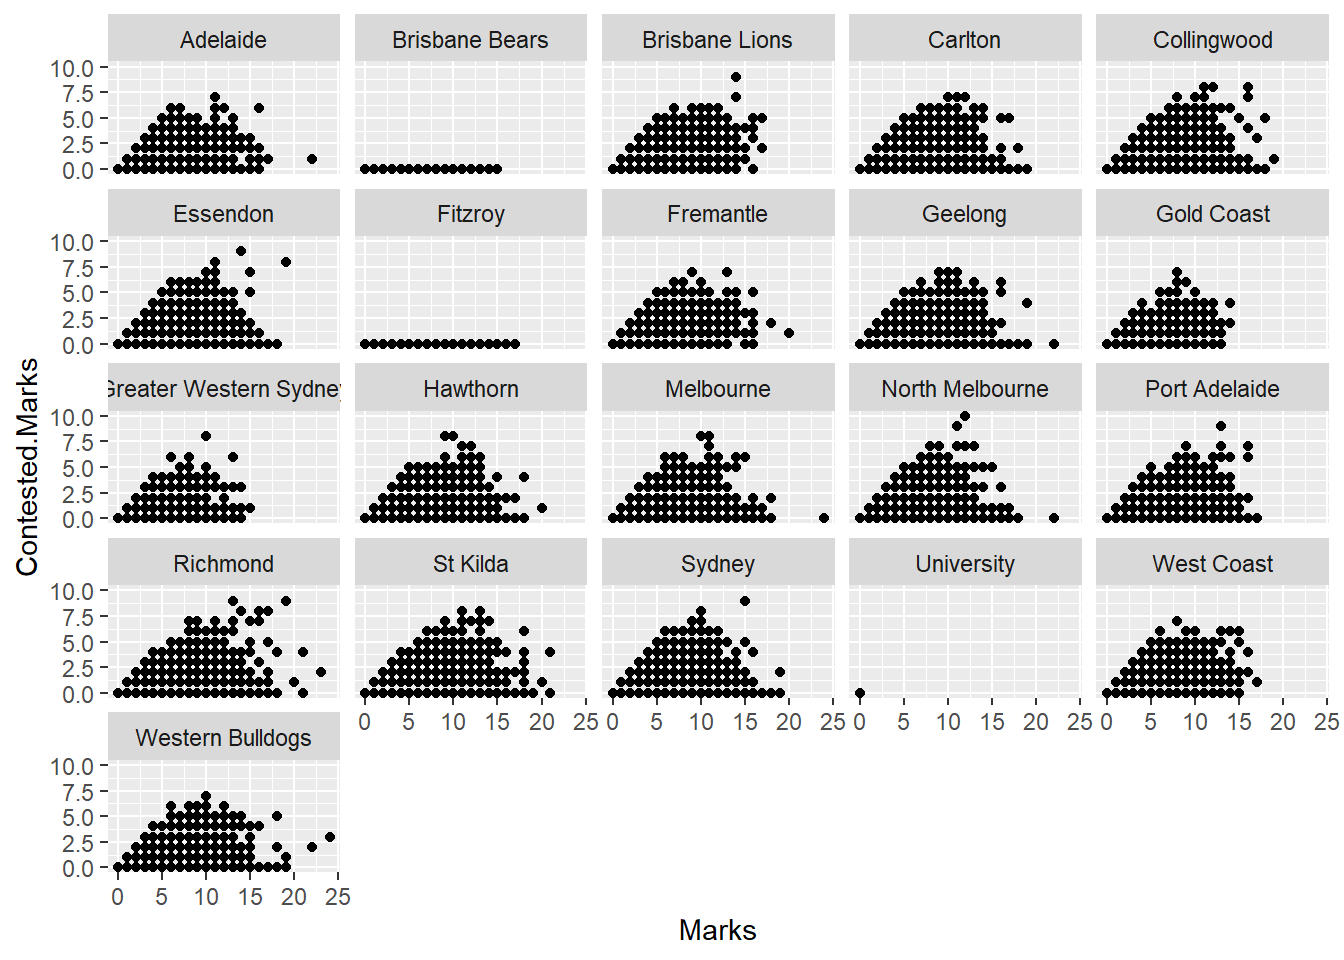 Adelaide
Brisbane Bears
Brisbane Lions
Carlton
Collingwood
10.0
7.5
5.0
2.5
0.0
Essendon
Fitzroy
Fremantle
Geelong
Gold Coast
10.0
7.5
5.0
2.5
0.0
Greater Western Sydney
Hawthorn
Melbourne
North Melbourne
Port Adelaide
10.0
7.5
5.0
2.5
0.0
Richmond
St Kilda
Sydney
University
West Coast
10.0
7.5
5.0
2.5
0.0
0 5 10 15 20 25
0 5 10 15 20 25
0 5 10 15 20 25
0 5 10 15 20 25
Western Bulldogs
10.0
7.5
5.0
2.5
0.0
0 5 10 15 20 25
Contested.Marks
Marks